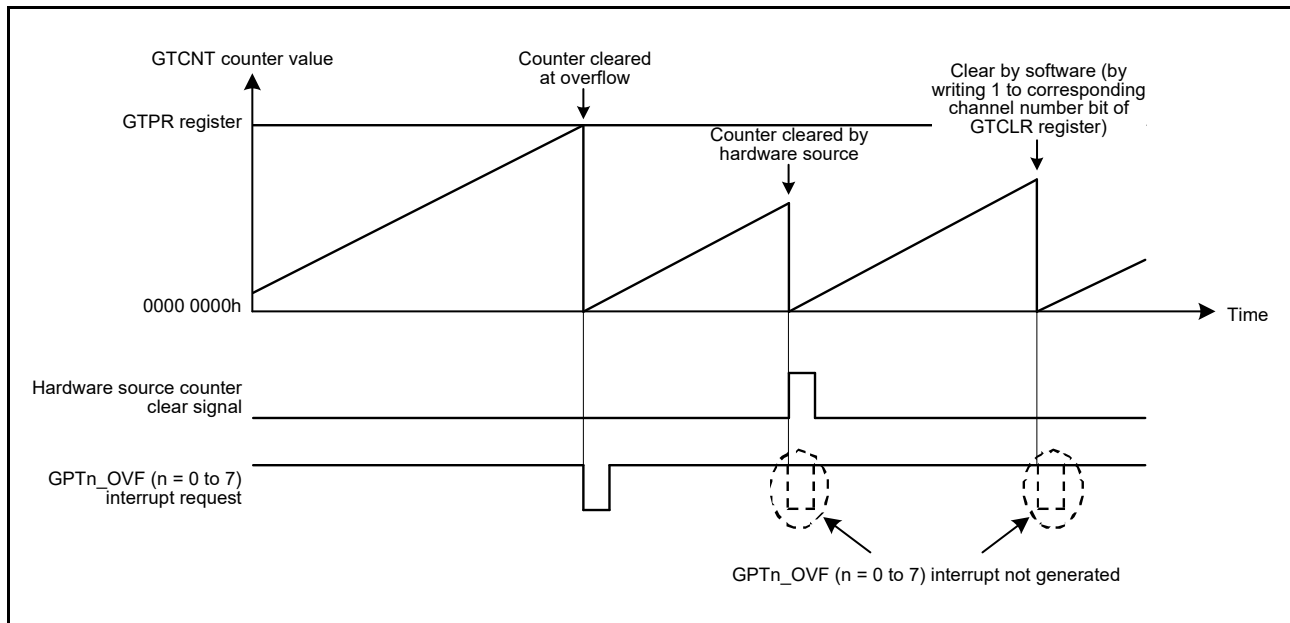 GTCNT counter value
Counter cleared
at overflow
Clear by software (by
writing 1 to corresponding
channel number bit of
GTCLR register)
GTPR register
Counter cleared by
hardware source
0000 0000h
Time
Hardware source counter
clear signal
GPTn_OVF (n = 0 to 7)
interrupt request
GPTn_OVF (n = 0 to 7) interrupt not generated